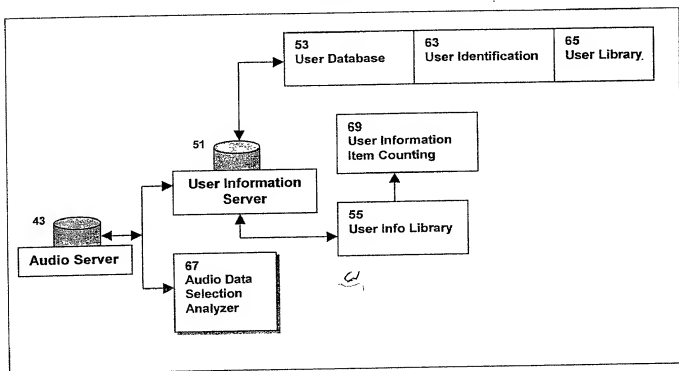 53
User Database
63
User Identification
65
User Library
69
User Information
Item Counting
51
User Information
Server
55
User Info Library
43
Audio Server
67
Audio Data
Selection
Analyzer